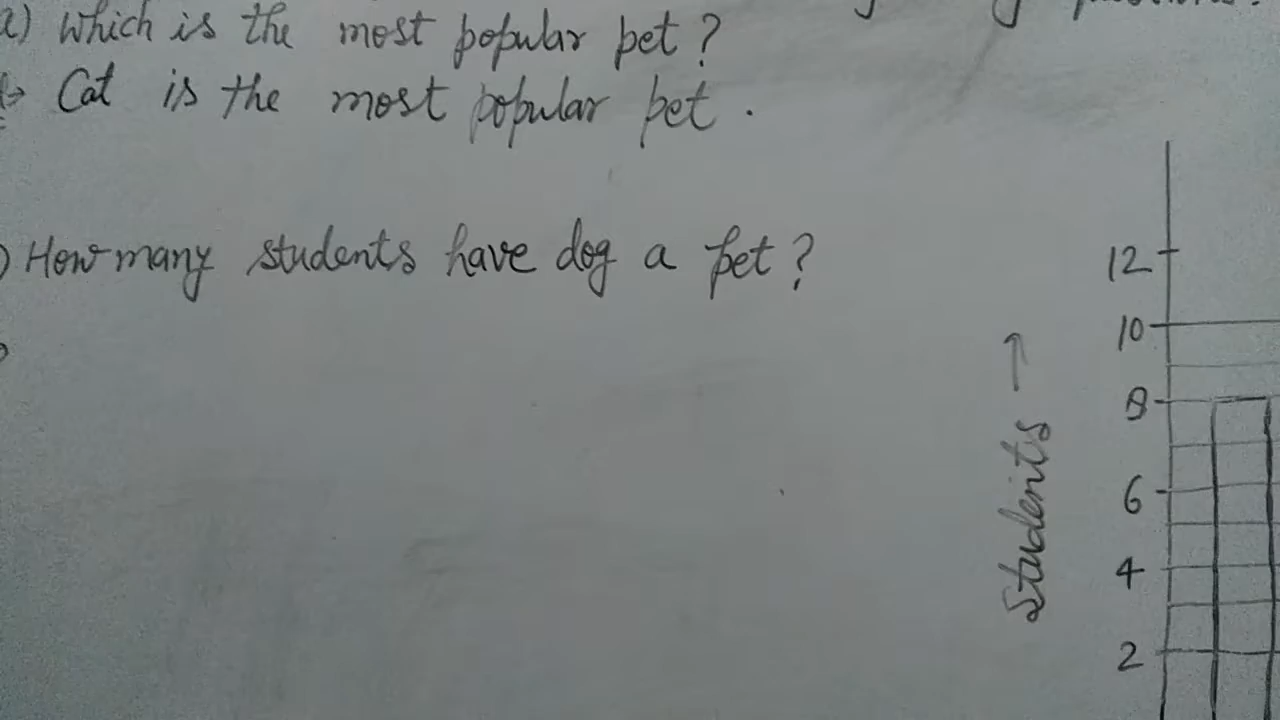 a) Which is the most popular pet?
Cat is the most popular pet.
) How many students have dog a pet?
12
10
8
6
4
2
Students →